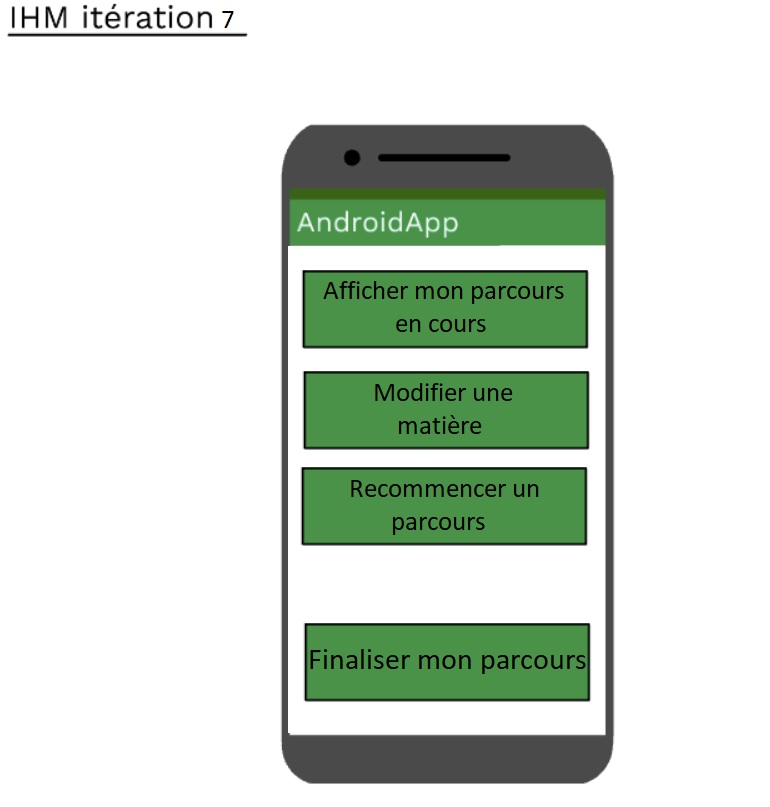 IHM itération 7
AndroidApp
Afficher mon parcours
en cours
Modifier une
matière
Recommencer un
parcours
Finaliser mon parcours